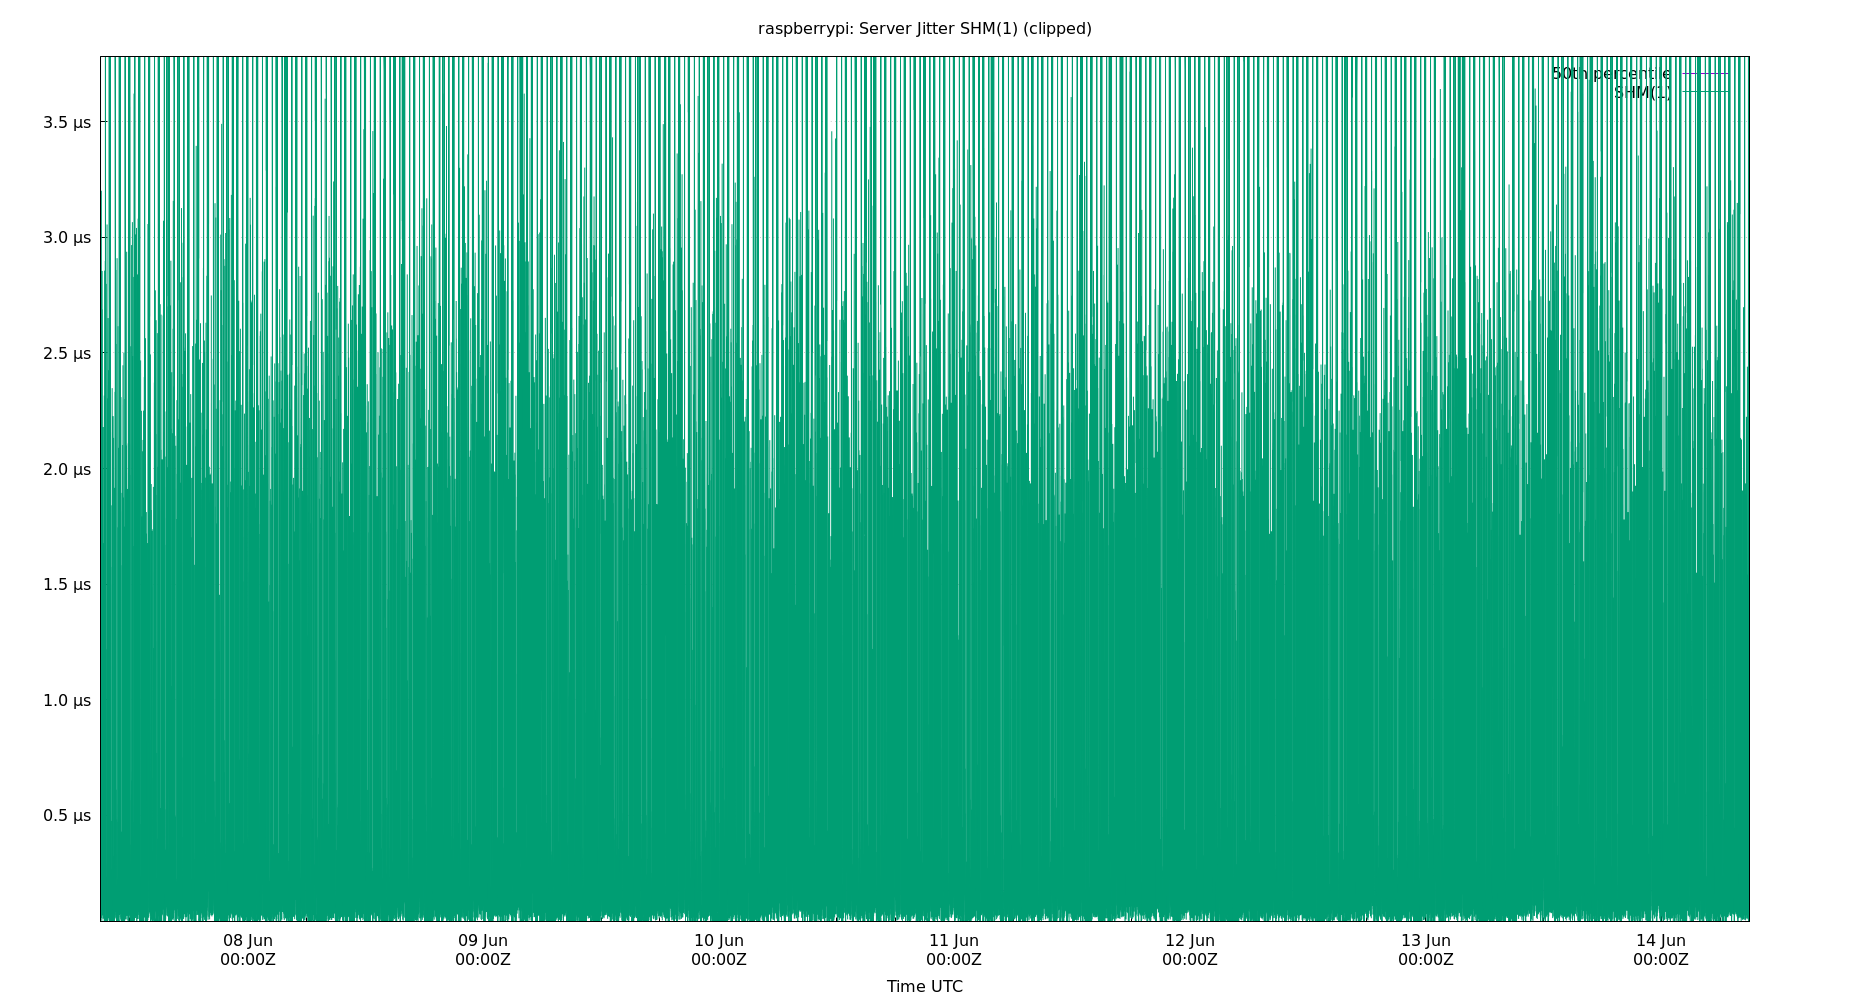 raspberrypi: Server Jitter SHM(1) (clipped)
50th percentile
SHM(1)
3.5 µs
3.0 µs
2.5 µs
2.0 µs
1.5 µs
1.0 µs
0.5 µs
08 Jun 09 Jun 10 Jun 11 Jun 12 Jun 13 Jun 14 Jun
00:00Z 00:00Z 00:00Z 00:00Z 00:00Z 00:00Z 00:00Z
Time UTC